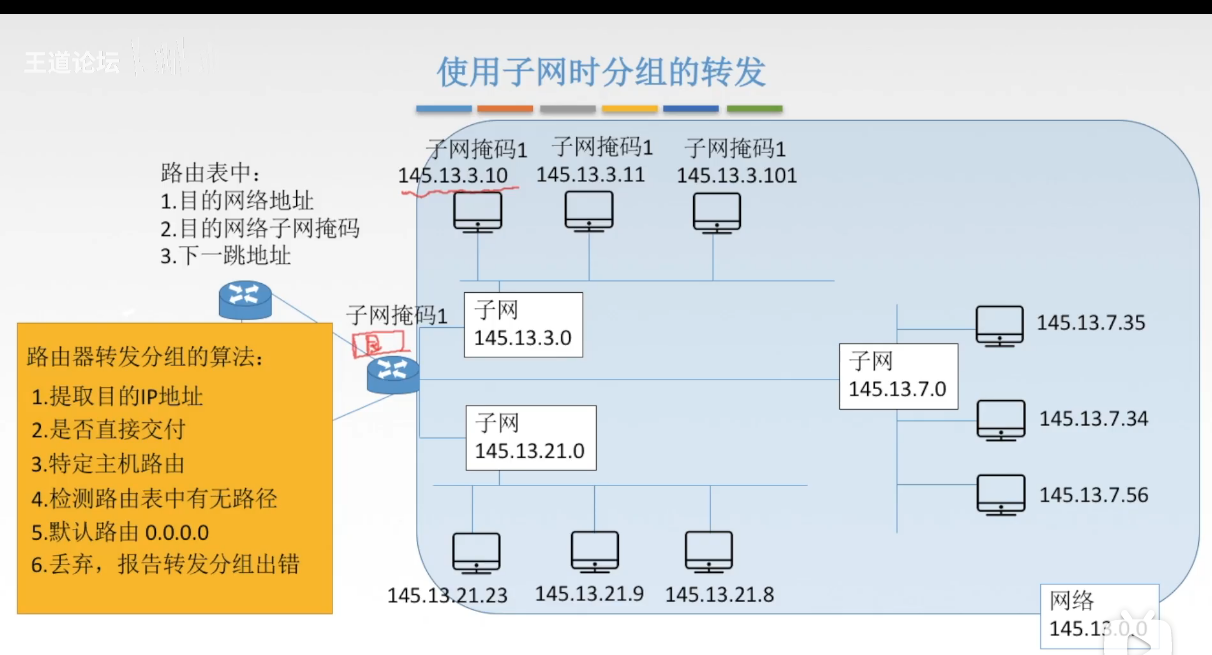 王道论坛
使用子网时分组的转发
路由表中:
1.目的网络地址
2.目的网络子网掩码
3.下一跳地址
子网掩码1
145.13.3.10
子网掩码1
145.13.3.11
子网掩码1
145.13.3.101
子网掩码1
子网
145.13.3.0
子网
145.13.21.0
子网
145.13.7.0
145.13.7.35
145.13.7.34
145.13.7.56
路由器转发分组的算法:
1.提取目的IP地址
2.是否直接交付
3.特定主机路由
4.检测路由表中有无路径
5.默认路由 0.0.0.0
6.丢弃，报告转发分组出错
145.13.21.23
145.13.21.9
145.13.21.8
网络
145.13.0.0